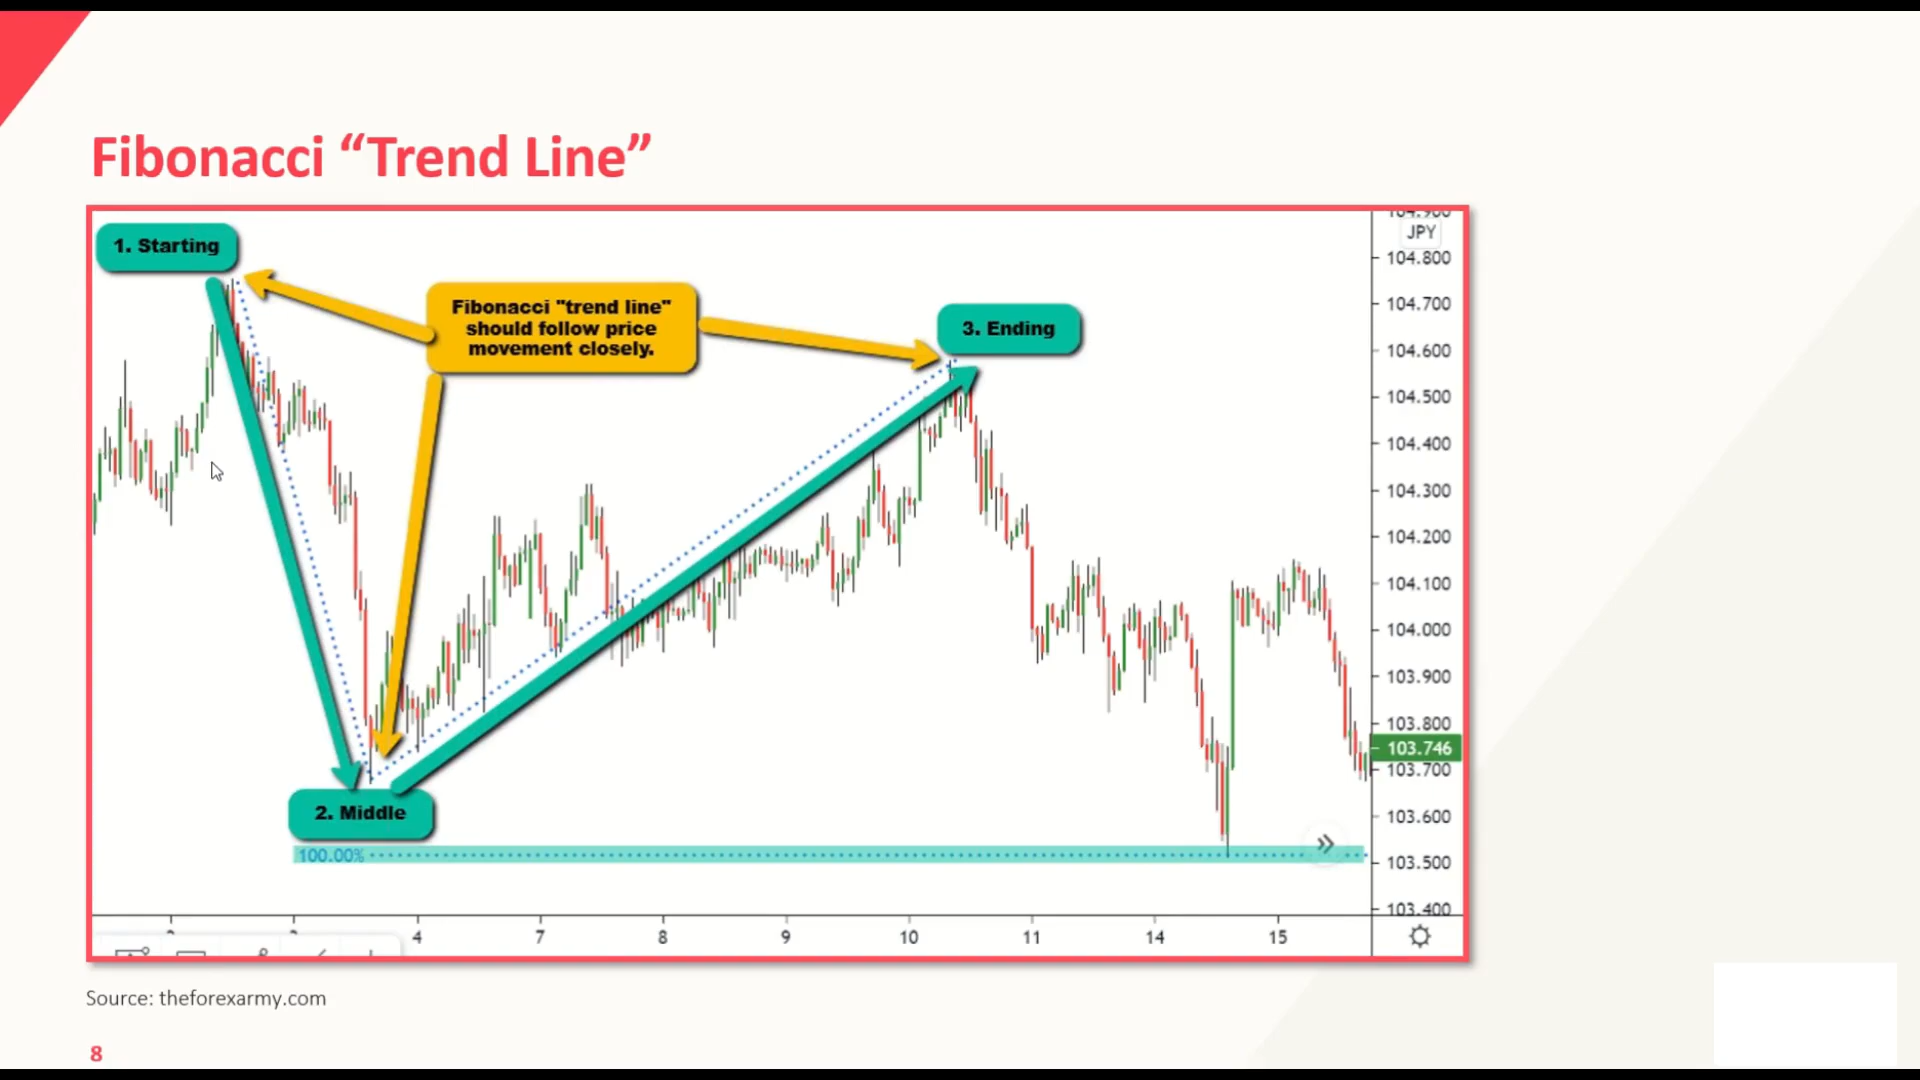 Fibonacci “Trend Line”
1. Starting
Fibonacci "trend line"
should follow price
movement closely.
3. Ending
2. Middle
100.00%
104.900
JPY
104.800
104.700
104.600
104.500
104.400
104.300
104.200
104.100
104.000
103.900
103.800
103.746
103.700
103.600
103.500
103.400
4 7 8 9 10 11 14 15
Source: theforexarmy.com
8